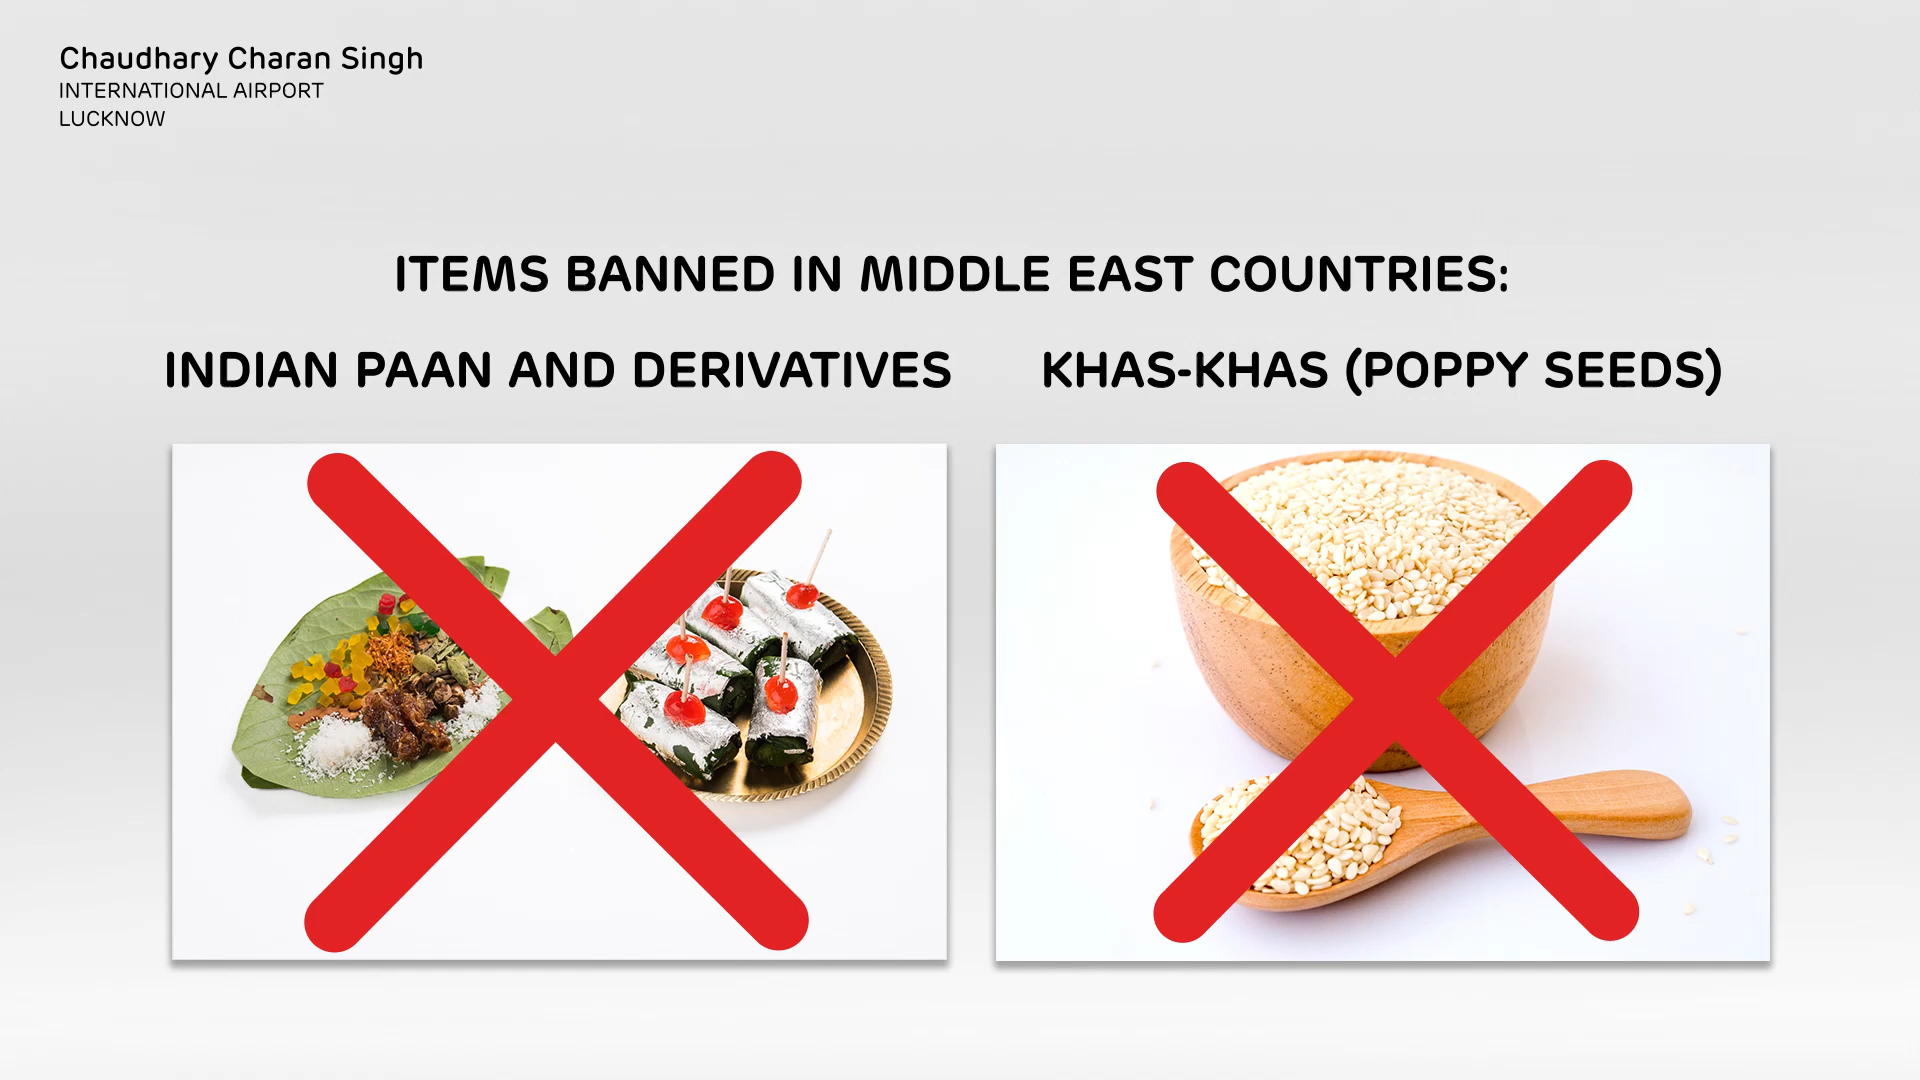 Chaudhary Charan Singh
INTERNATIONAL AIRPORT
LUCKNOW
ITEMS BANNED IN MIDDLE EAST COUNTRIES:
INDIAN PAAN AND DERIVATIVES
KHAS-KHAS (POPPY SEEDS)